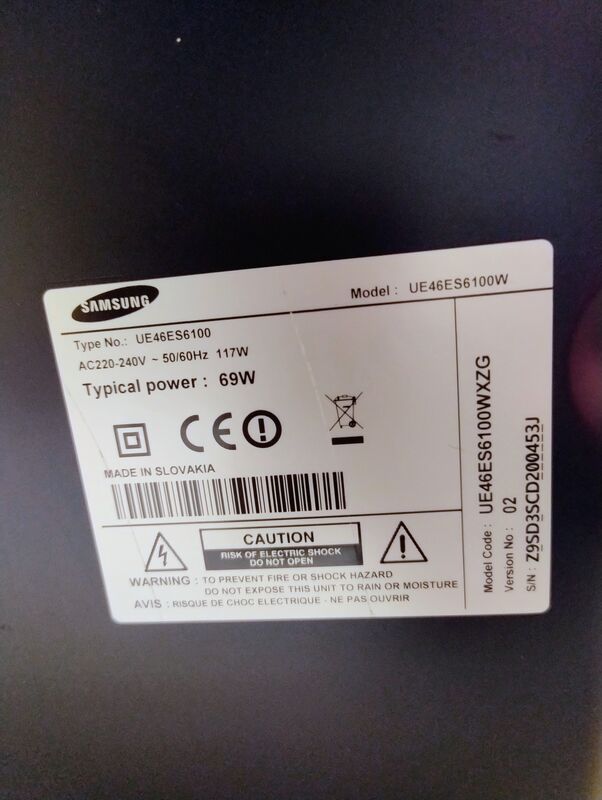 SAMSUNG
Model : UE46ES6100W
Type No.: UE46ES6100
AC220-240V ~ 50/60Hz 117W
Typical power : 69W
CE
MADE IN SLOVAKIA
CAUTION
RISK OF ELECTRIC SHOCK
DO NOT OPEN
WARNING : TO PREVENT FIRE OR SHOCK HAZARD
DO NOT EXPOSE THIS UNIT TO RAIN OR MOISTURE
AVIS : RISQUE DE CHOC ELECTRIQUE - NE PAS OUVRIR
Model Code : UE46ES6100WXZG
Version No : 02
S/N : Z9SD3SCD200453J